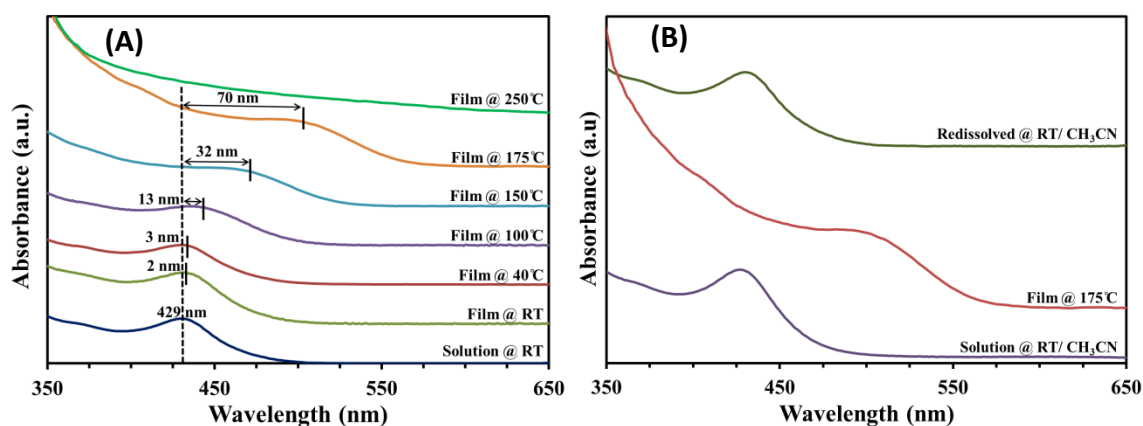 (A)
Absorbance (a.u.)
70 nm
32 nm
13 nm
3 nm
2 nm
429 nm
Film @ 250℃
Film @ 175℃
Film @ 150℃
Film @ 100℃
Film @ 40℃
Film @ RT
Solution @ RT
350
450
550
650
Wavelength (nm)
(B)
Absorbance (a.u)
Redissolved @ RT/ CH₃CN
Film @ 175℃
Solution @ RT/ CH₃CN
350
450
550
650
Wavelength (nm)